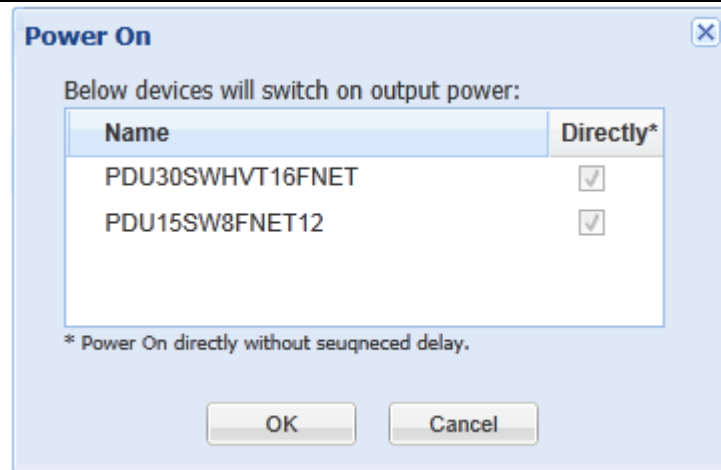 Power On
Below devices will switch on output power:
Name Directly*
PDU30SWHVT16FNET
PDU15SW8FNET12
* Power On directly without seuqneced delay.
OK Cancel